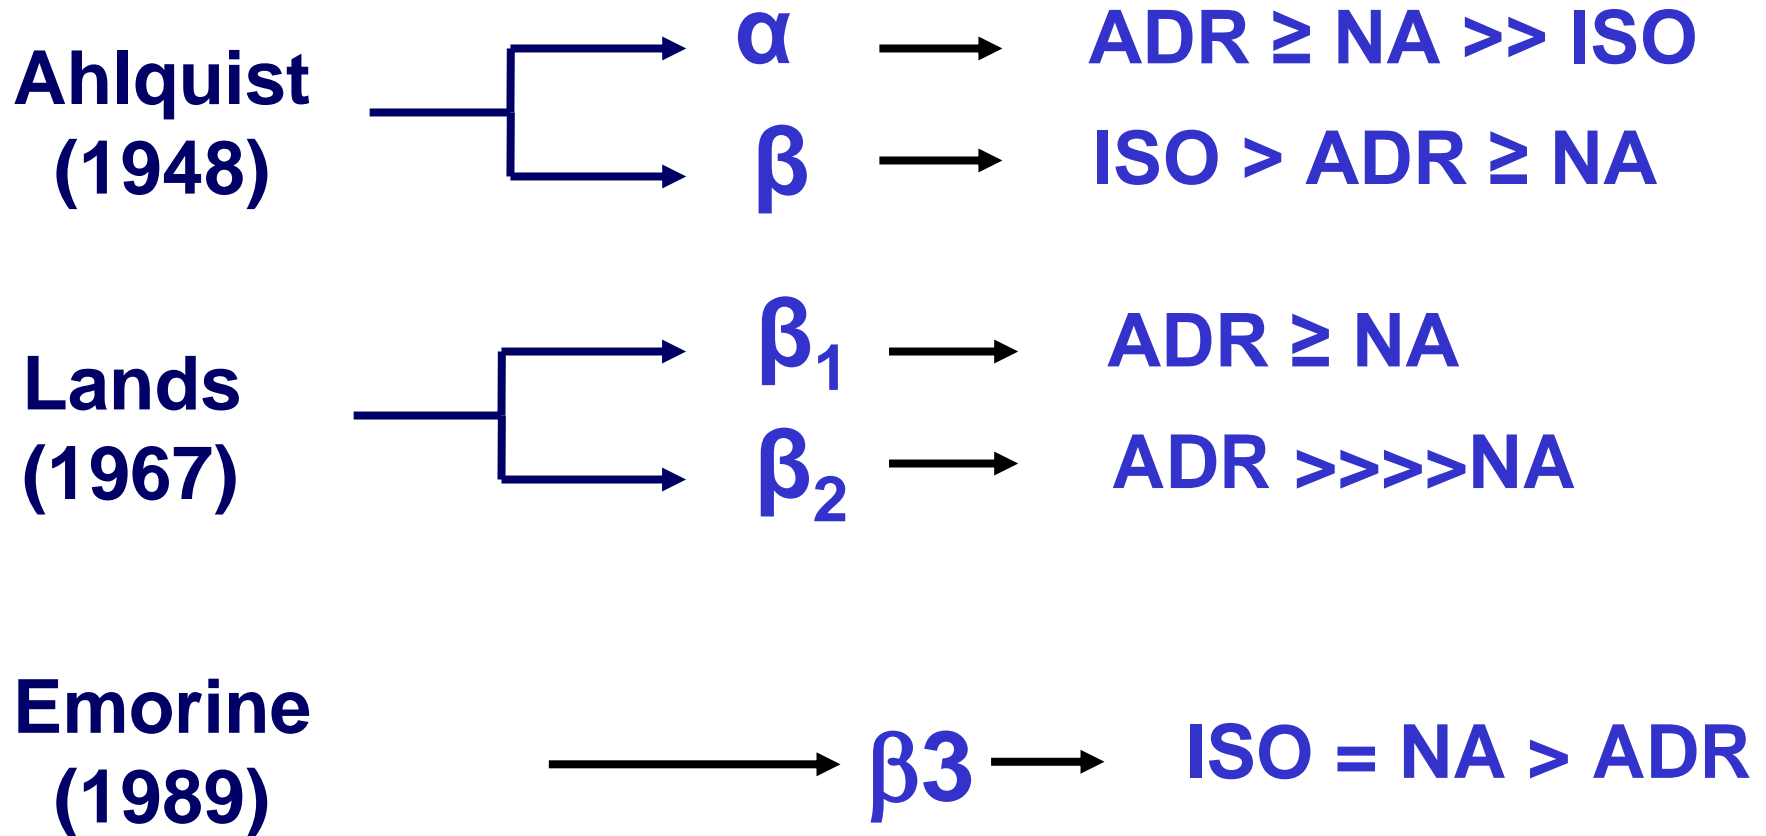 Ahlquist
(1948)
α
ADR ≥ NA >> ISO
β
ISO > ADR ≥ NA
Lands
(1967)
β₁
ADR ≥ NA
β₂
ADR >>>>NA
Emorine
(1989)
β3
ISO = NA > ADR